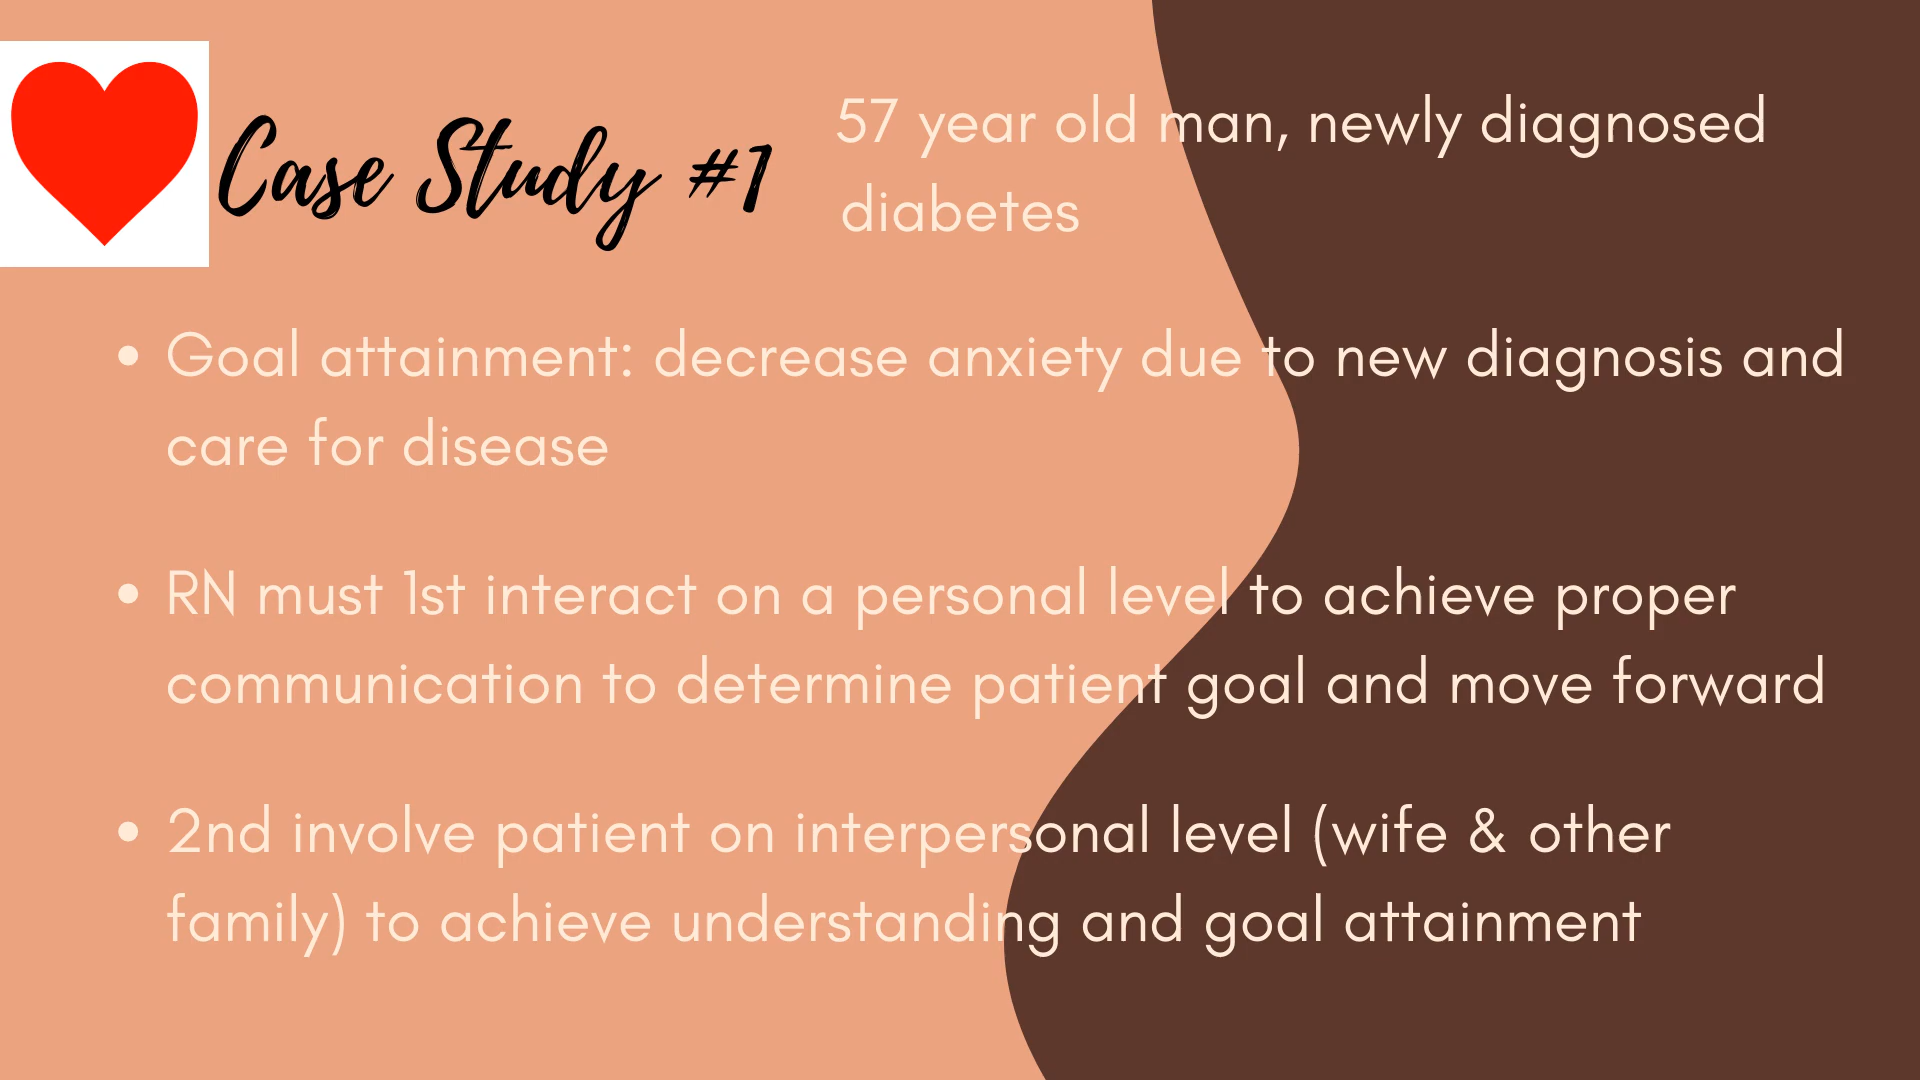 Case Study #1
57 year old man, newly diagnosed
diabetes
• Goal attainment: decrease anxiety due to new diagnosis and
care for disease
• RN must 1st interact on a personal level to achieve proper
communication to determine patient goal and move forward
• 2nd involve patient on interpersonal level (wife & other
family) to achieve understanding and goal attainment